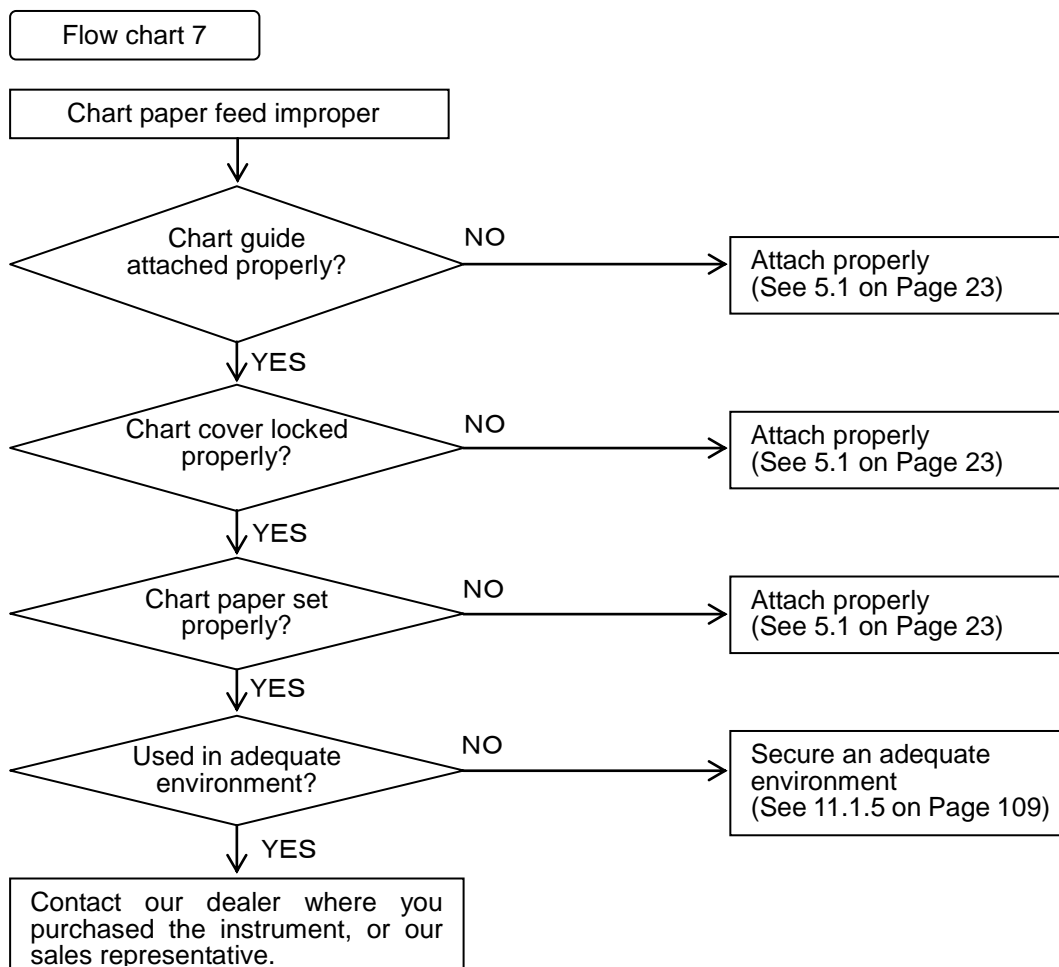 Flow chart 7
Chart paper feed improper
Chart guide
attached properly?
NO
Attach properly
(See 5.1 on Page 23)
YES
Chart cover locked
properly?
NO
Attach properly
(See 5.1 on Page 23)
YES
Chart paper set
properly?
NO
Attach properly
(See 5.1 on Page 23)
YES
Used in adequate
environment?
NO
Secure an adequate
environment
(See 11.1.5 on Page 109)
YES
Contact our dealer where you
purchased the instrument, or our
sales representative.